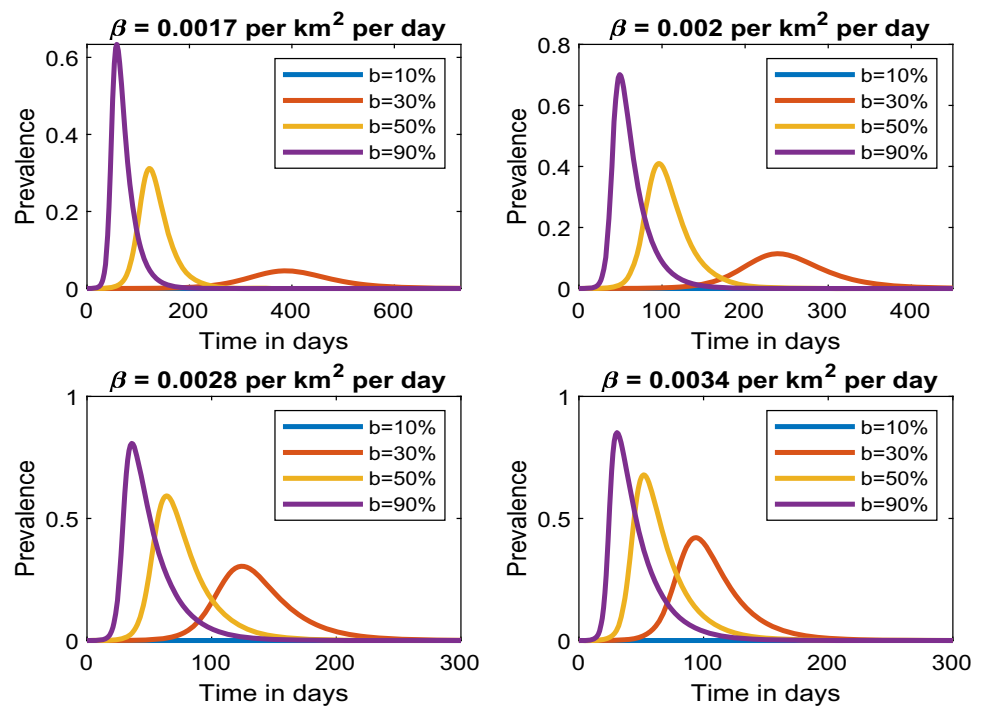 β = 0.0017 per km² per day
Prevalence
0.6
0.4
0.2
0
b=10%
b=30%
b=50%
b=90%
0 200 400 600
Time in days
β = 0.002 per km² per day
Prevalence
0.8
0.6
0.4
0.2
0
b=10%
b=30%
b=50%
b=90%
0 100 200 300 400
Time in days
β = 0.0028 per km² per day
Prevalence
1
0.5
0
b=10%
b=30%
b=50%
b=90%
0 100 200 300
Time in days
β = 0.0034 per km² per day
Prevalence
1
0.5
0
b=10%
b=30%
b=50%
b=90%
0 100 200 300
Time in days